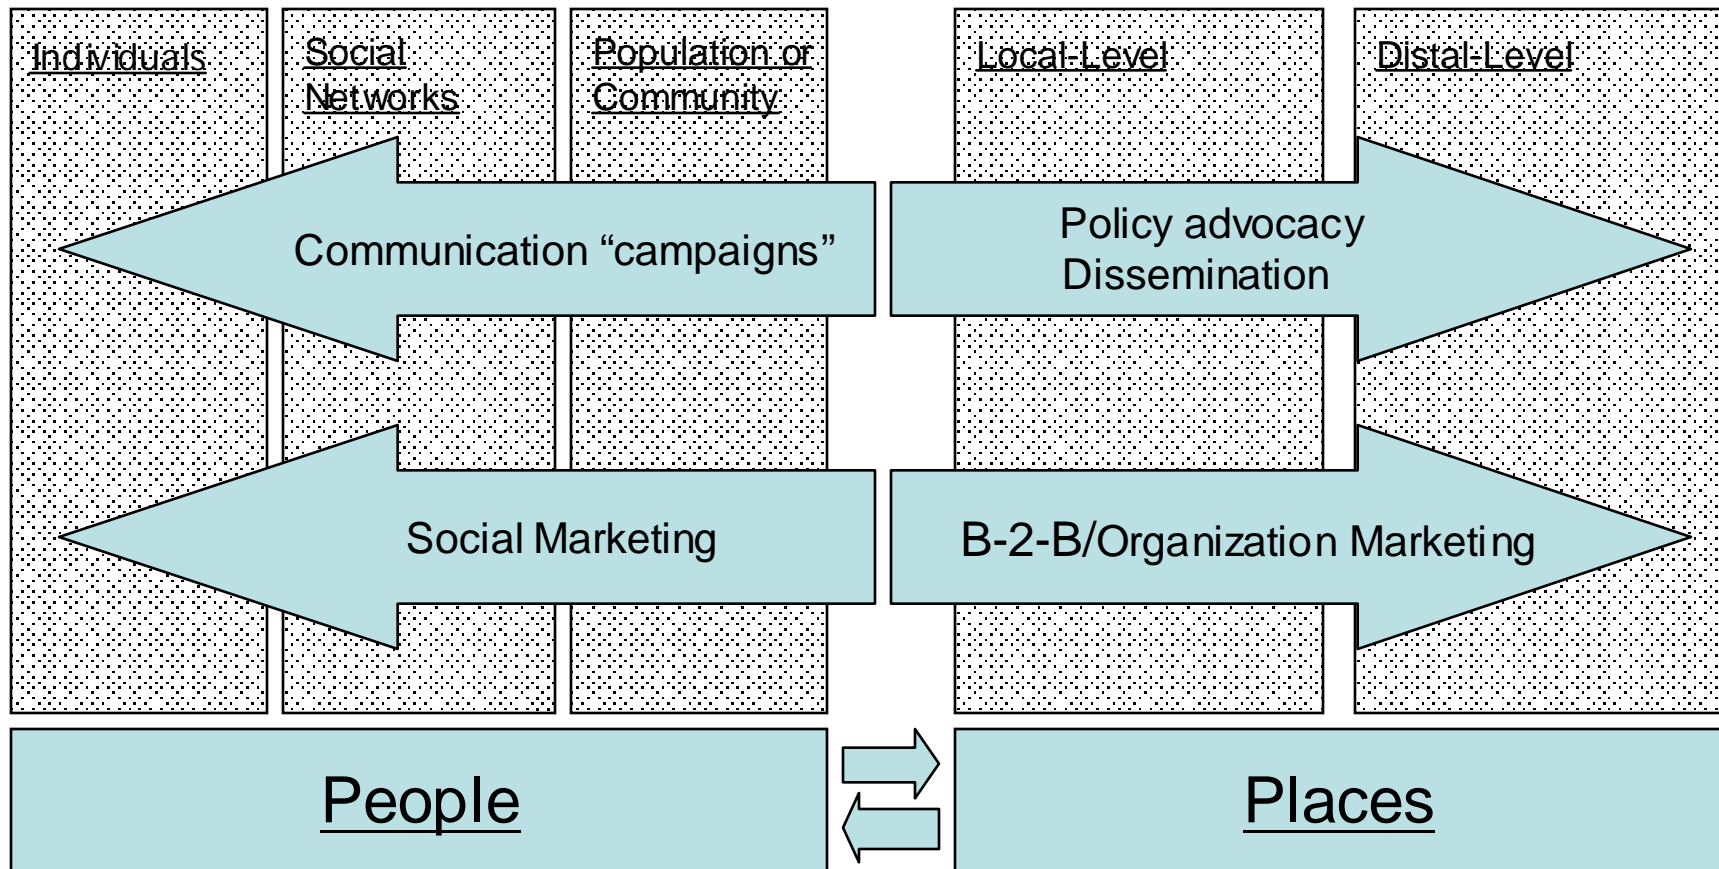 Individuals
Social
Networks
Population or
Community
Local-Level
Distal-Level
Communication “campaigns”
Policy advocacy
Dissemination
Social Marketing
B-2-B/Organization Marketing
People
Places